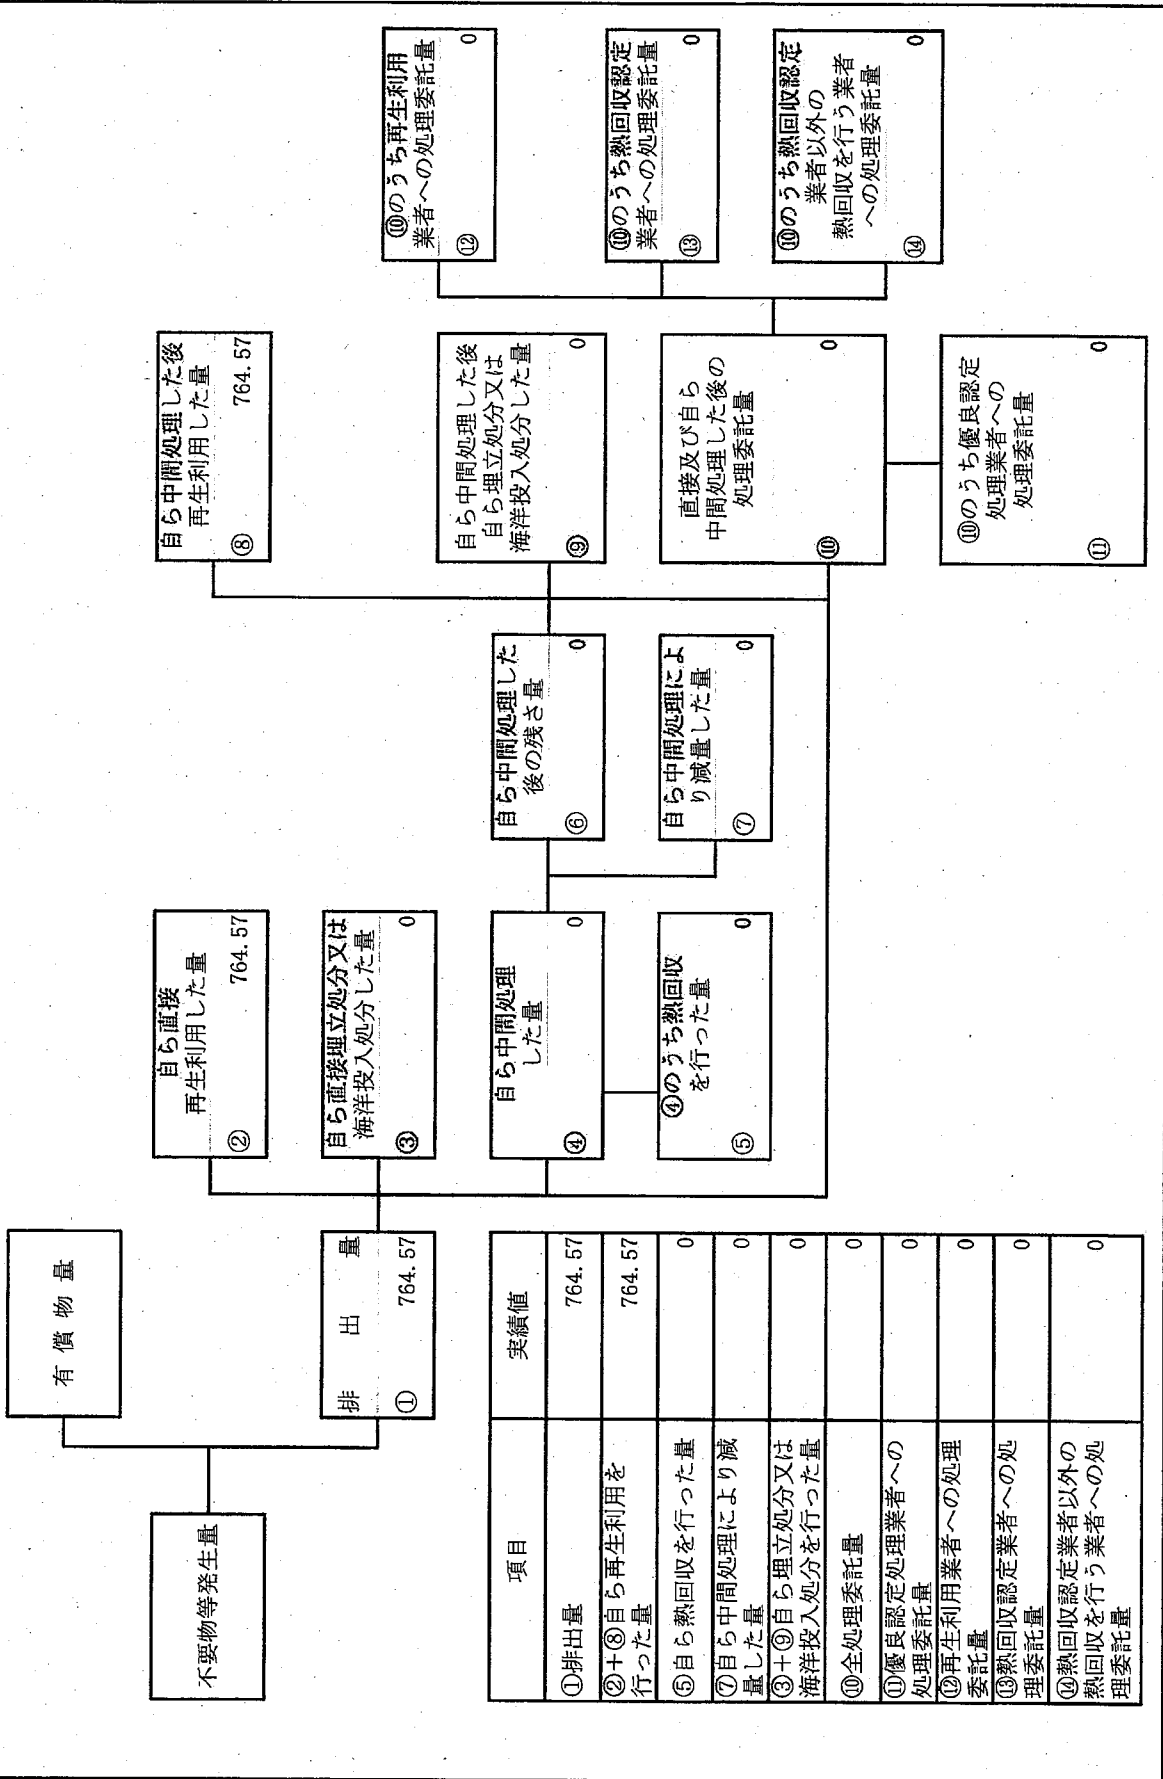 有償物量
不要物等発生量
排出量
① 764.57
自ら直接
再生利用した量
② 764.57
自ら直接埋立処分又は
海洋投入処分した量
③ 0
自ら中間処理
した量
④ 0
④のうち熱回収
を行った量
⑤ 0
自ら中間処理した
後の残さ量
⑥ 0
自ら中間処理によ
り減量した量
⑦ 0
自ら中間処理した後
再生利用した量
⑧ 764.57
自ら中間処理した後
自ら埋立処分又は
海洋投入処分した量
⑨ 0
直接及び自ら
中間処理した後の
処理委託量
⑩ 0
⑩のうち優良認定
処理業者への
処理委託量
⑪ 0
⑩のうち再生利用
業者への処理委託量
⑫ 0
⑩のうち熱回収認定
業者への処理委託量
⑬ 0
⑩のうち熱回収認定
業者以外の
熱回収を行う業者
への処理委託量
⑭ 0
項目 実績値
①排出量 764.57
②+⑧自ら再生利用を
行った量 764.57
⑤自ら熱回収を行った量 0
⑦自ら中間処理により減
量した量 0
③+⑨自ら埋立処分又は
海洋投入処分を行った量 0
⑩全処理委託量 0
⑪優良認定処理業者への
処理委託量 0
⑫再生利用業者への処理
委託量 0
⑬熱回収認定業者への処
理委託量 0
⑭熱回収認定業者以外の
熱回収を行う業者への処
理委託量 0